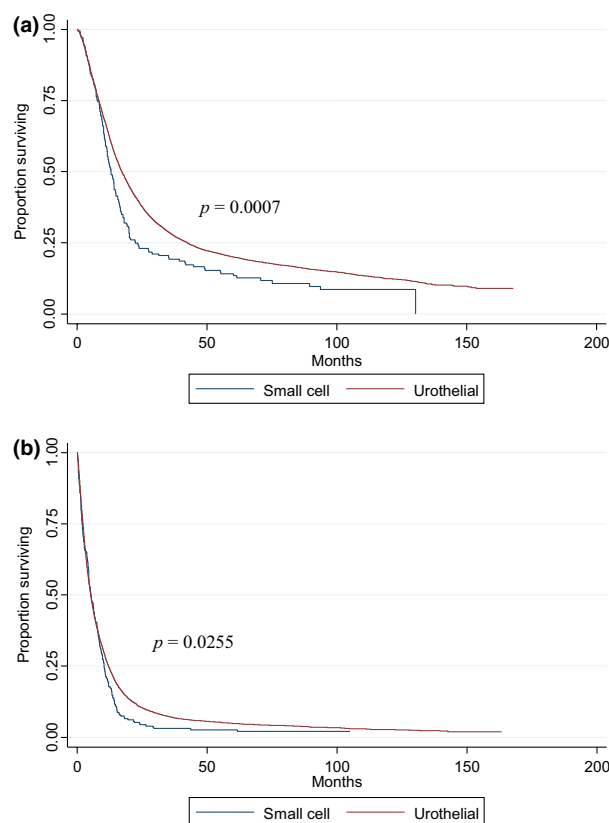 (a)
Proportion surviving
1.00
0.75
0.50
0.25
0.00
p = 0.0007
0
50
100
150
200
Months
Small cell
Urothelial
(b)
Proportion surviving
1.00
0.75
0.50
0.25
0.00
p = 0.0255
0
50
100
150
200
Months
Small cell
Urothelial